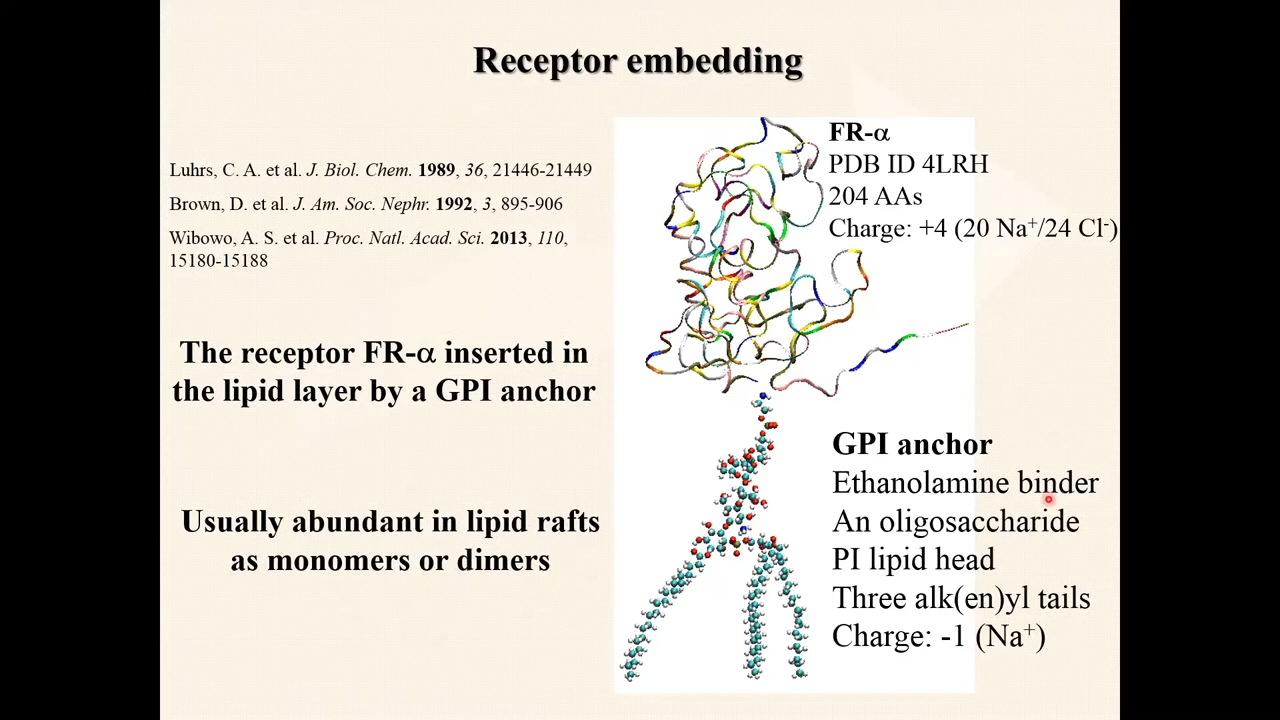 Receptor embedding
Luhrs, C. A. et al. J. Biol. Chem. 1989, 36, 21446-21449
Brown, D. et al. J. Am. Soc. Nephr. 1992, 3, 895-906
Wibowo, A. S. et al. Proc. Natl. Acad. Sci. 2013, 110,
15180-15188
The receptor FR-α inserted in
the lipid layer by a GPI anchor
Usually abundant in lipid rafts
as monomers or dimers
FR-α
PDB ID 4LRH
204 AAs
Charge: +4 (20 Na⁺/24 Cl⁻)
GPI anchor
Ethanolamine binder
An oligosaccharide
PI lipid head
Three alk(en)yl tails
Charge: -1 (Na⁺)